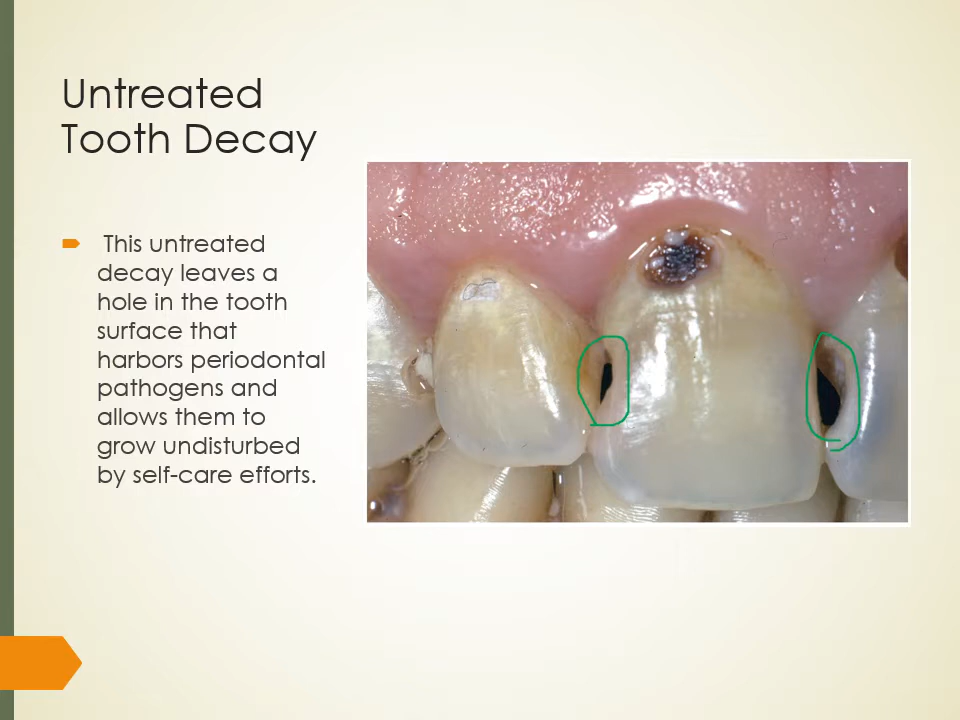 Untreated
Tooth Decay
This untreated
decay leaves a
hole in the tooth
surface that
harbors periodontal
pathogens and
allows them to
grow undisturbed
by self-care efforts.